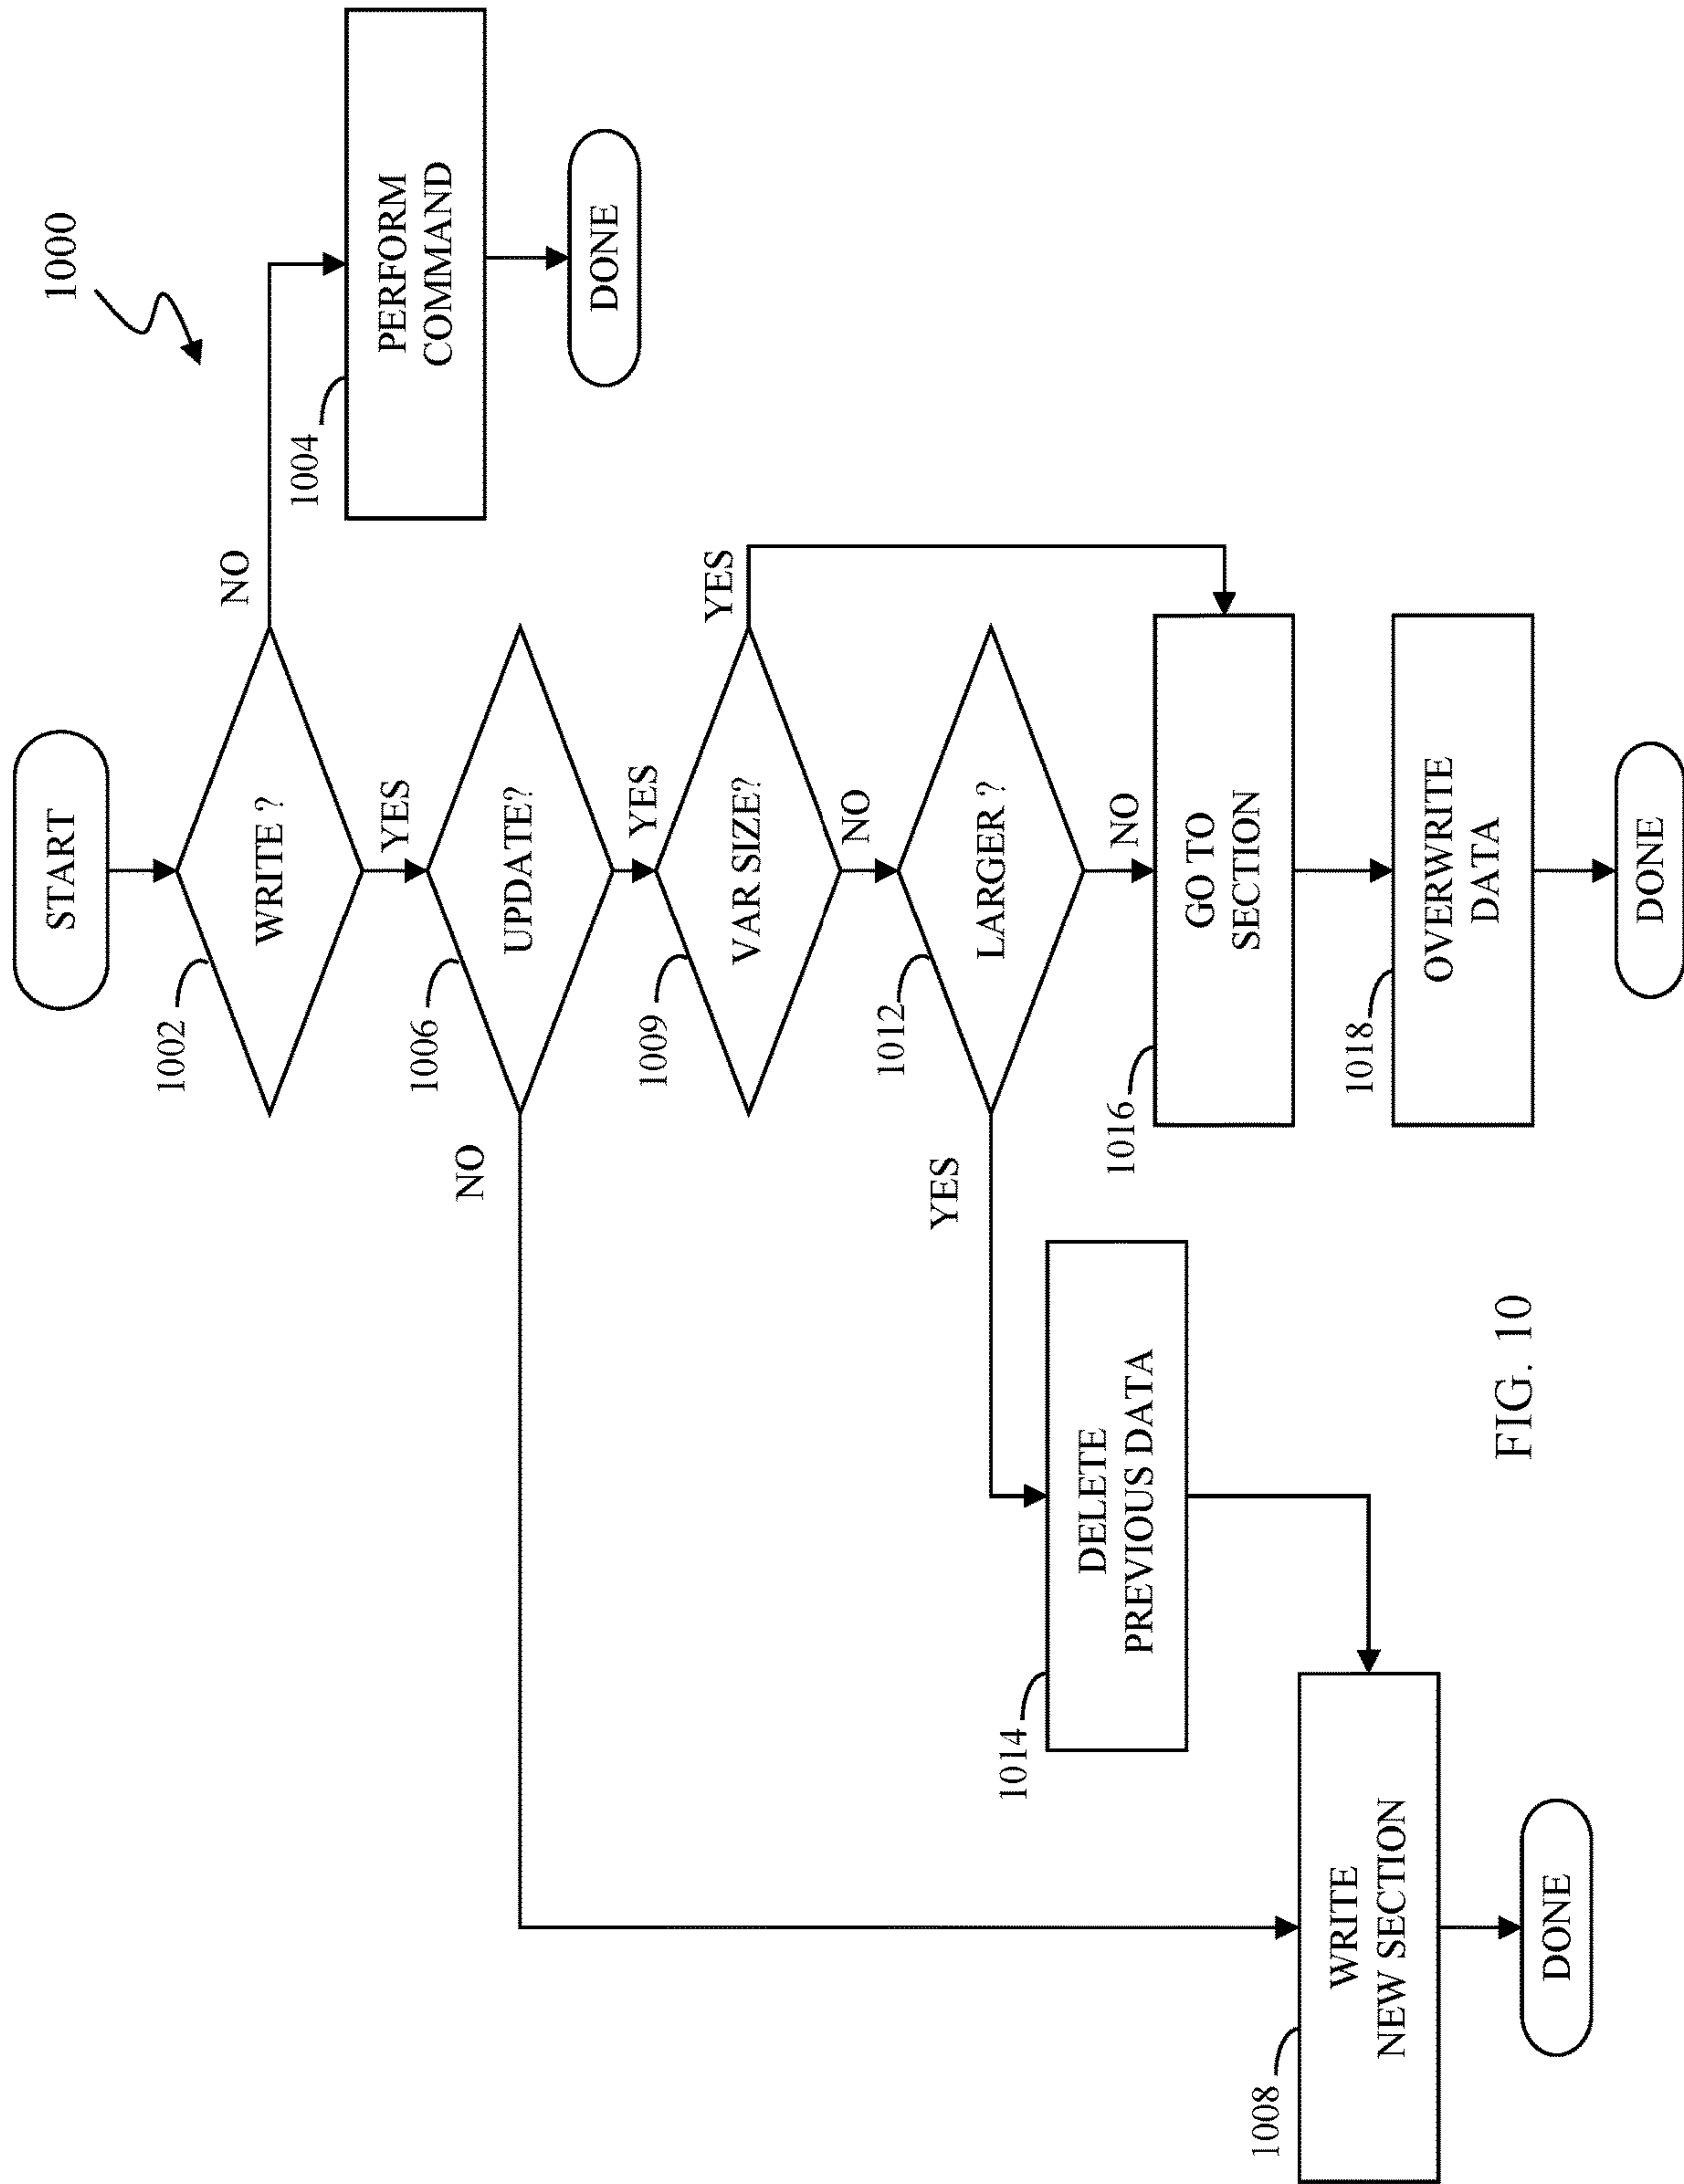 1000
START
1002
WRITE ?
NO
YES
1004
PERFORM
COMMAND
DONE
1006
UPDATE?
NO
YES
1009
VAR SIZE?
YES
NO
1012
LARGER ?
YES
NO
1014
DELETE
PREVIOUS DATA
1016
GO TO
SECTION
1008
WRITE
NEW SECTION
DONE
1018
OVERWRITE
DATA
DONE
FIG. 10